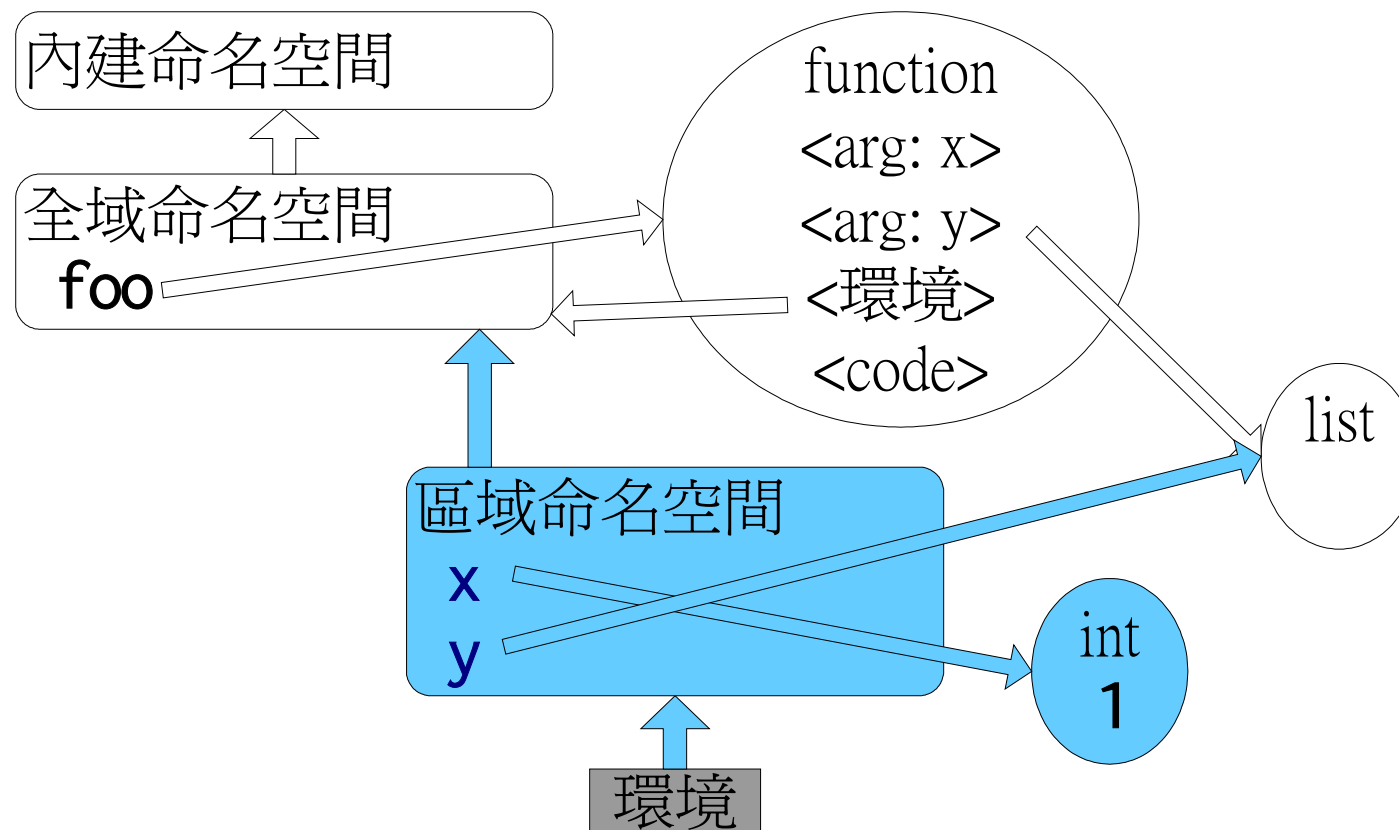 內建命名空間
全域命名空間
foo
function
<arg: x>
<arg: y>
<環境>
<code>
list
區域命名空間
x
y
int
1
環境